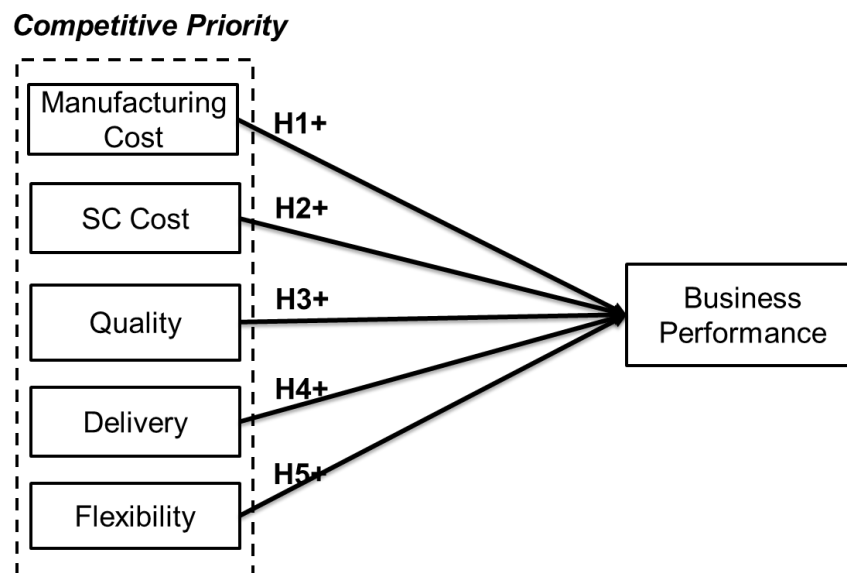 Competitive Priority
Manufacturing
Cost
H1+
SC Cost
H2+
Quality
H3+
Delivery
H4+
Flexibility
H5+
Business
Performance